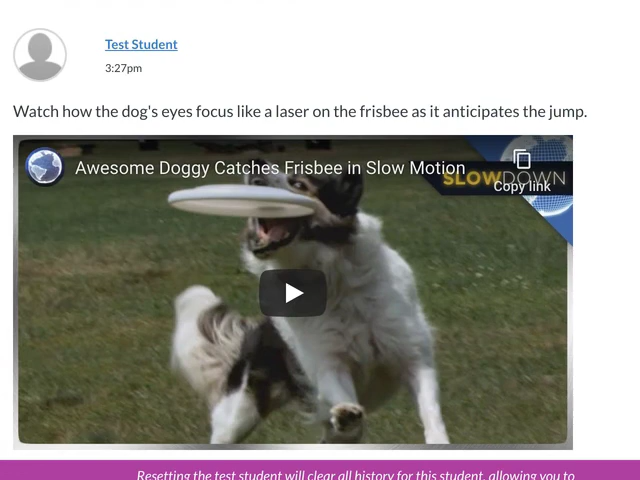 Test Student
3:27pm
Watch how the dog's eyes focus like a laser on the frisbee as it anticipates the jump.
Awesome Doggy Catches Frisbee in Slow Motion
SLOWDOWN
Copy link
Resetting the test student will clear all history for this student, allowing you to